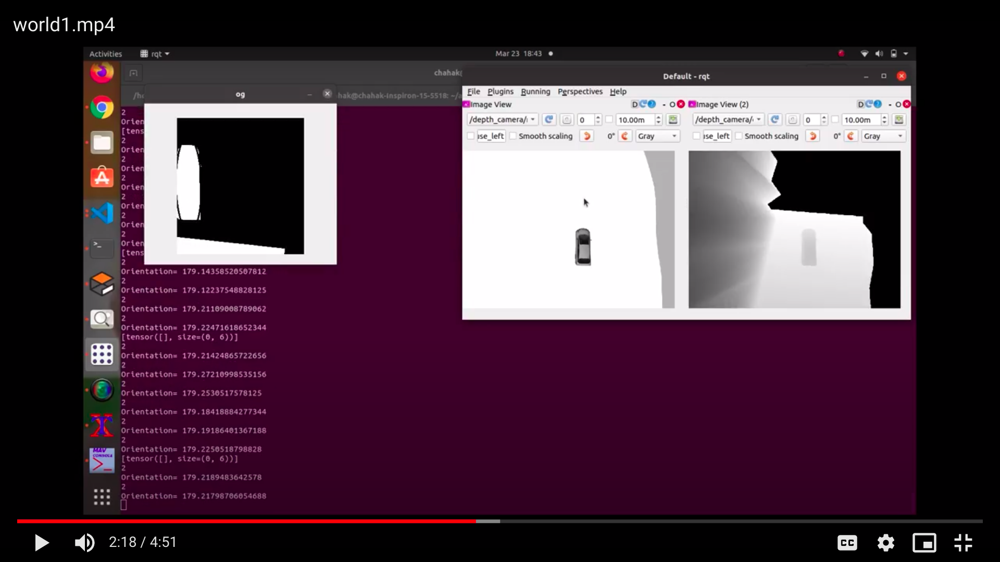 world1.mp4
Activities
rqt
Mar 23 18:43
chahak@
Default - rqt
og
hak@chahak-Inspiron-15-5518: ~/a
File Plugins Running Perspectives Help
Image View
D
- O
Image View (2)
D
- O
/depth_camera/
0
10.00m
/depth_camera/
0
10.00m
use_left
Smooth scaling
0°
Gray
use_left
Smooth scaling
0°
Gray
2
Orien
[tens
2
Orien
2
Orien
2
Orien
2
Orien
2
Orien
2
Orien
[tens
2
Orientation= 179.14358520507812
2
Orientation= 179.12237548828125
2
Orientation= 179.21109008789062
2
Orientation= 179.22471618652344
[tensor([], size=(0, 6))]
2
Orientation= 179.21424865722656
2
Orientation= 179.27210998535156
2
Orientation= 179.2530517578125
2
Orientation= 179.18418884277344
2
Orientation= 179.19186401367188
2
Orientation= 179.2250518798828
[tensor([], size=(0, 6))]
2
Orientation= 179.2189483642578
2
Orientation= 179.21798706054688
MAV
CONSOLE
2:18 / 4:51
CC